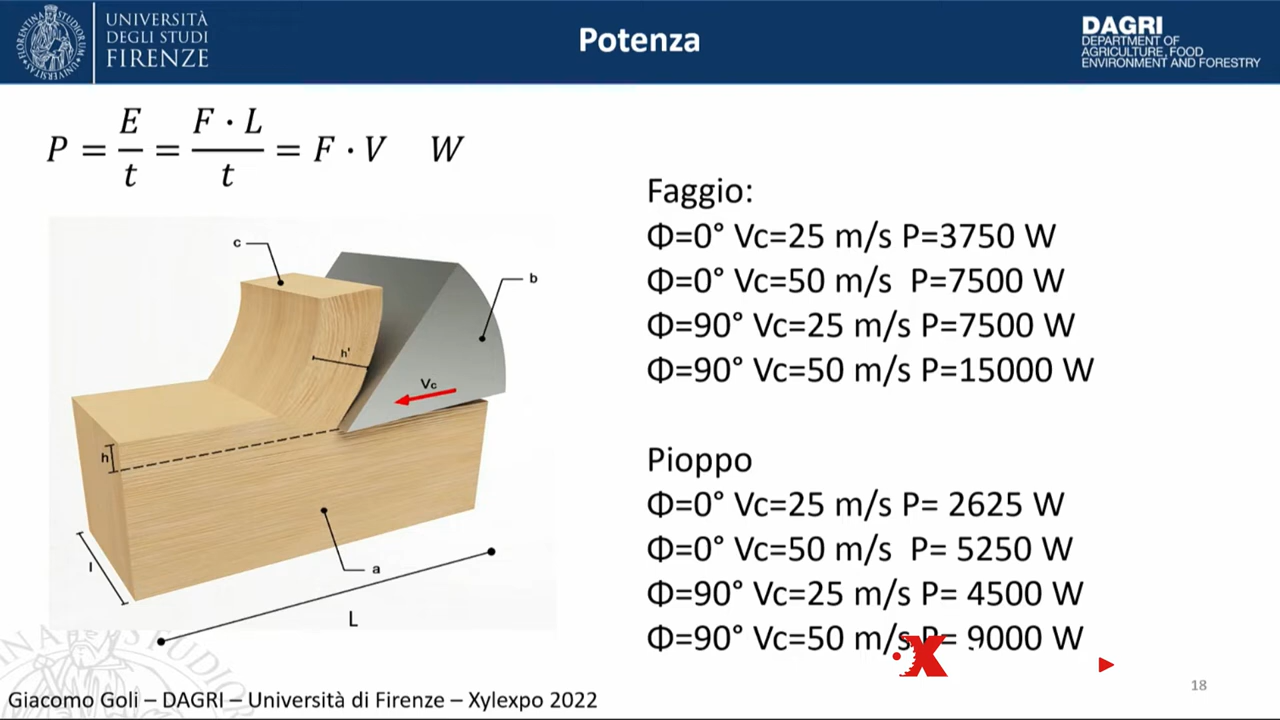 UNIVERSITÀ
DEGLI STUDI
FIRENZE
Potenza
DAGRI
DEPARTMENT OF
AGRICULTURE, FOOD
ENVIRONMENT AND FORESTRY
P = E/t = F · L/t = F · V W
c
b
h'
Vc
h
a
l
L
Faggio:
Φ=0° Vc=25 m/s P=3750 W
Φ=0° Vc=50 m/s P=7500 W
Φ=90° Vc=25 m/s P=7500 W
Φ=90° Vc=50 m/s P=15000 W
Pioppo
Φ=0° Vc=25 m/s P= 2625 W
Φ=0° Vc=50 m/s P= 5250 W
Φ=90° Vc=25 m/s P= 4500 W
Φ=90° Vc=50 m/s P= 9000 W
X
Giacomo Goli – DAGRI – Università di Firenze – Xylexpo 2022
18